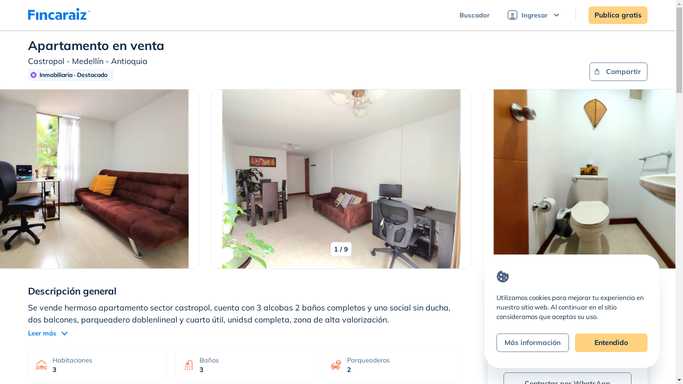 Fincaraiz
Buscador
Ingresar
Publica gratis
Apartamento en venta
Castropol - Medellín - Antioquia
Inmobiliaria · Destacado
Compartir
1 / 9
Descripción general
Se vende hermoso apartamento sector castropol, cuenta con 3 alcobas 2 baños completos y uno social sin ducha,
dos balcones, parqueadero doblenlineal y cuarto útil, unidsd completa, zona de alta valorización.
Leer más
Habitaciones
3
Baños
3
Parqueaderos
2
Utilizamos cookies para mejorar tu experiencia en
nuestro sitio web. Al continuar en el sitio
consideramos que aceptas su uso.
Más información
Entendido
Contactar por WhatsApp